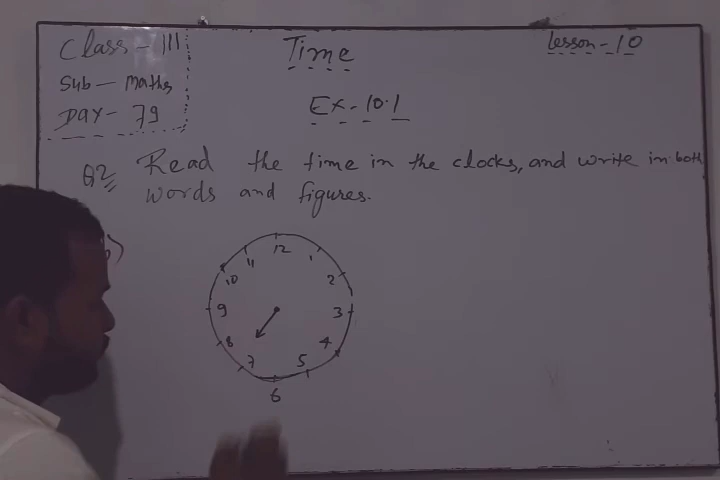 Class - III
Sub - Maths
Day - 79
Time
Lesson - 10
Ex - 10.1
Q2 Read the time in the clocks, and write in both
words and figures.
b)
12
11 1
10 2
9 3
8 4
7 5
6